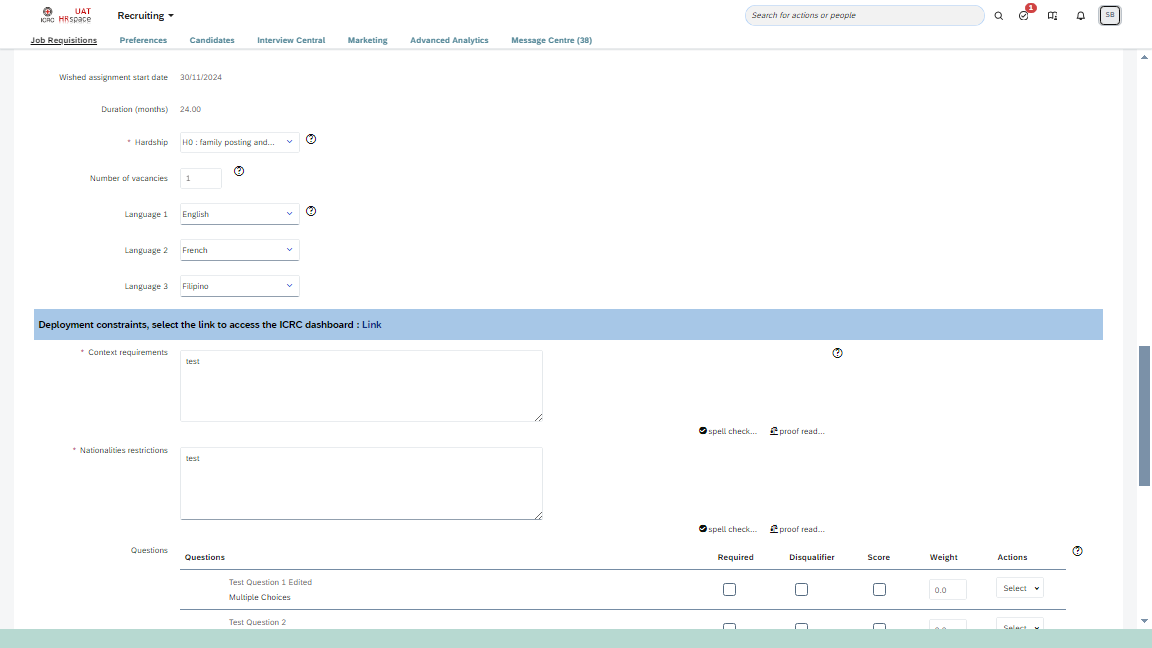 ICRC UAT HRspace Recruiting Search for actions or people 1 SB
Job Requisitions Preferences Candidates Interview Central Marketing Advanced Analytics Message Centre (38)
Wished assignment start date 30/11/2024
Duration (months) 24.00
* Hardship H0 : family posting and...
Number of vacancies 1
Language 1 English
Language 2 French
Language 3 Filipino
Deployment constraints, select the link to access the ICRC dashboard : Link
* Context requirements test
spell check... proof read...
* Nationalities restrictions test
spell check... proof read...
Questions Questions Required Disqualifier Score Weight Actions
Test Question 1 Edited
Multiple Choices 0.0 Select
Test Question 2
Select